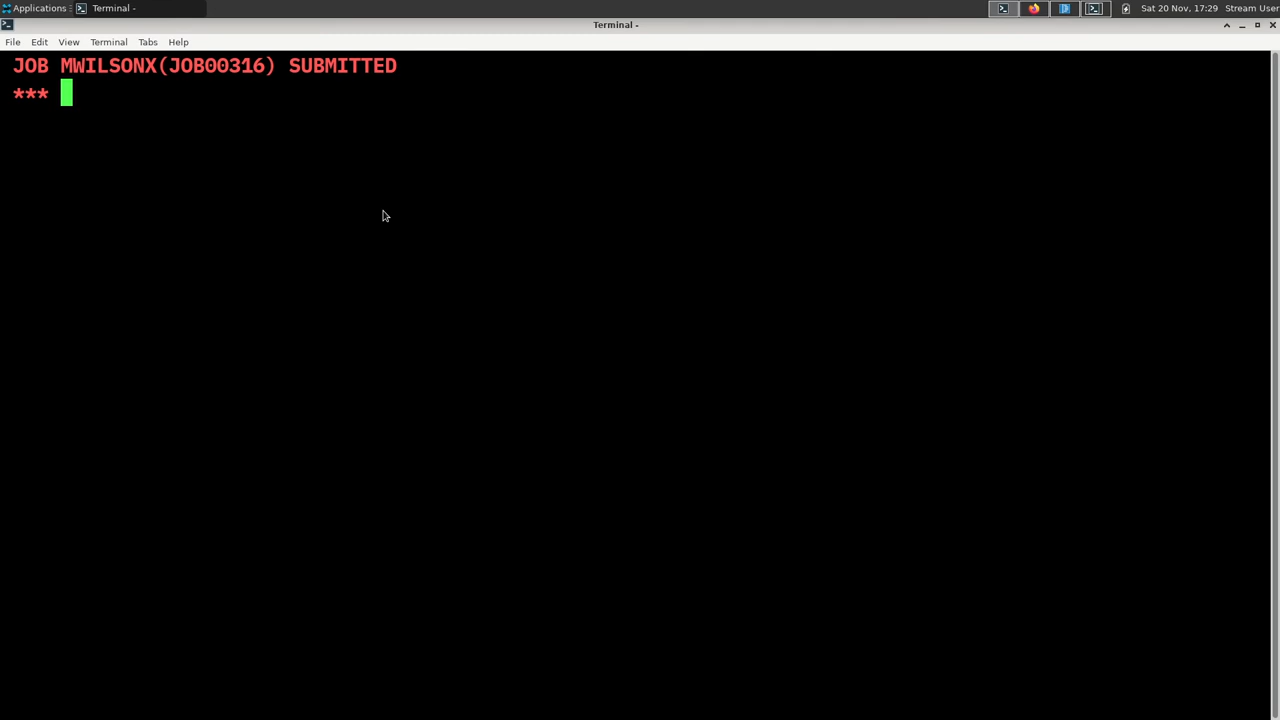 Applications
Terminal -
Sat 20 Nov, 17:29
Stream User
Terminal -
File Edit View Terminal Tabs Help
JOB MWILSONX(JOB00316) SUBMITTED
***